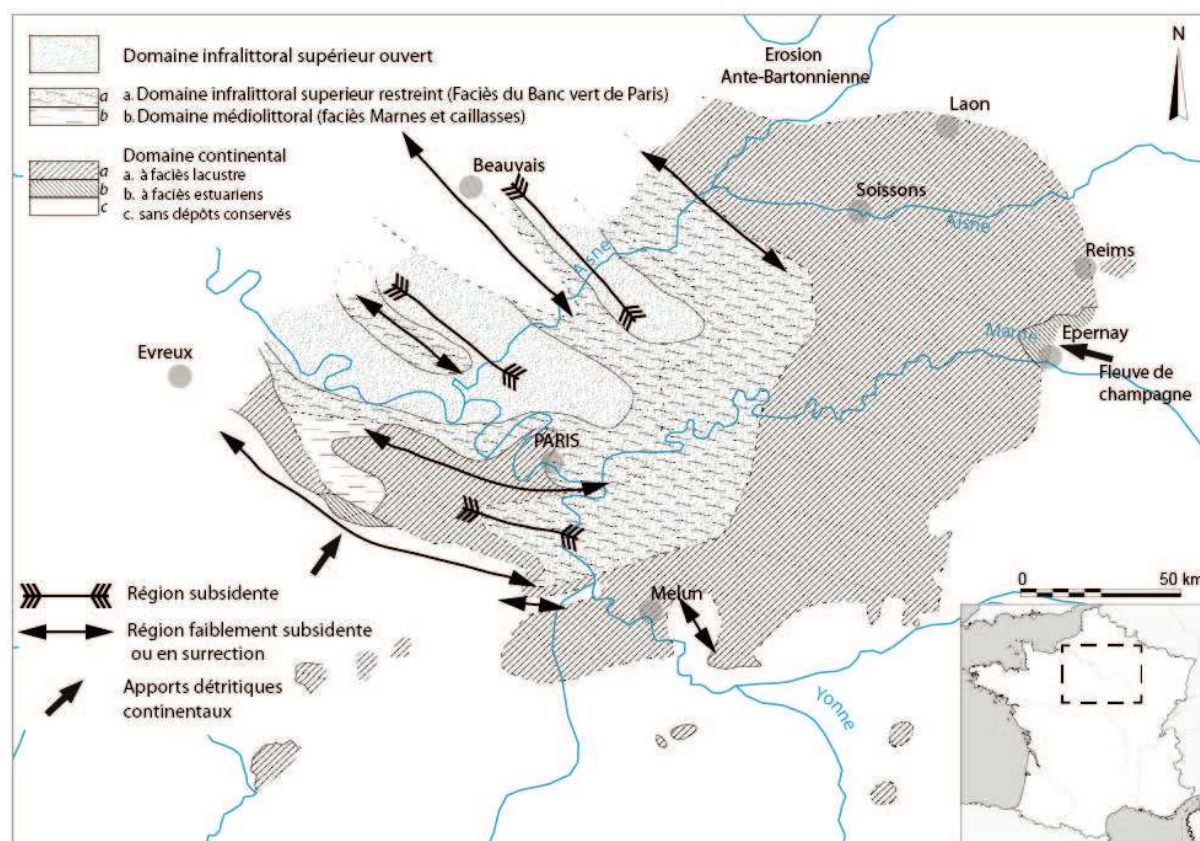 Domaine infralittoral supérieur ouvert
a
a. Domaine infralittoral superieur restreint (Faciès du Banc vert de Paris)
b
b. Domaine médiolittoral (faciès Marnes et caillasses)
Domaine continental
a
a. à faciès lacustre
b
b. à faciès estuariens
c
c. sans dépôts conservés
Erosion
Ante-Bartonnienne
N
Laon
Beauvais
Soissons
Aisne
Aisne
Reims
Marne
Epernay
Evreux
Fleuve de
champagne
PARIS
Melun
Yonne
Région subsidente
Région faiblement subsidente
ou en surrection
Apports détritiques
continentaux
0 50 km